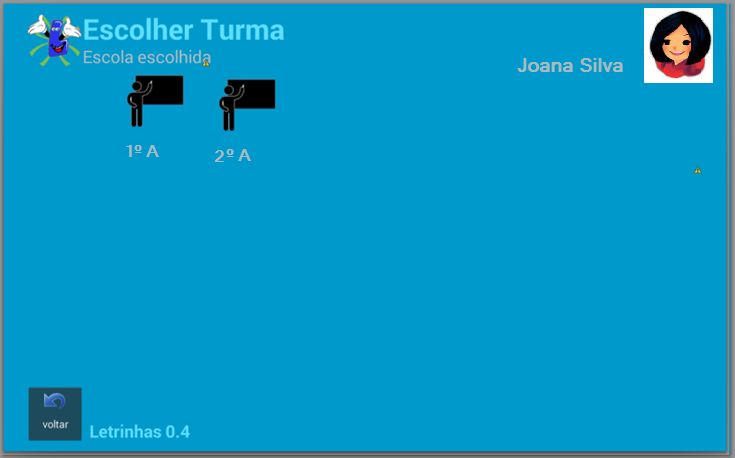 Escolher Turma
Escola escolhida
Joana Silva
1º A
2º A
voltar
Letrinhas 0.4